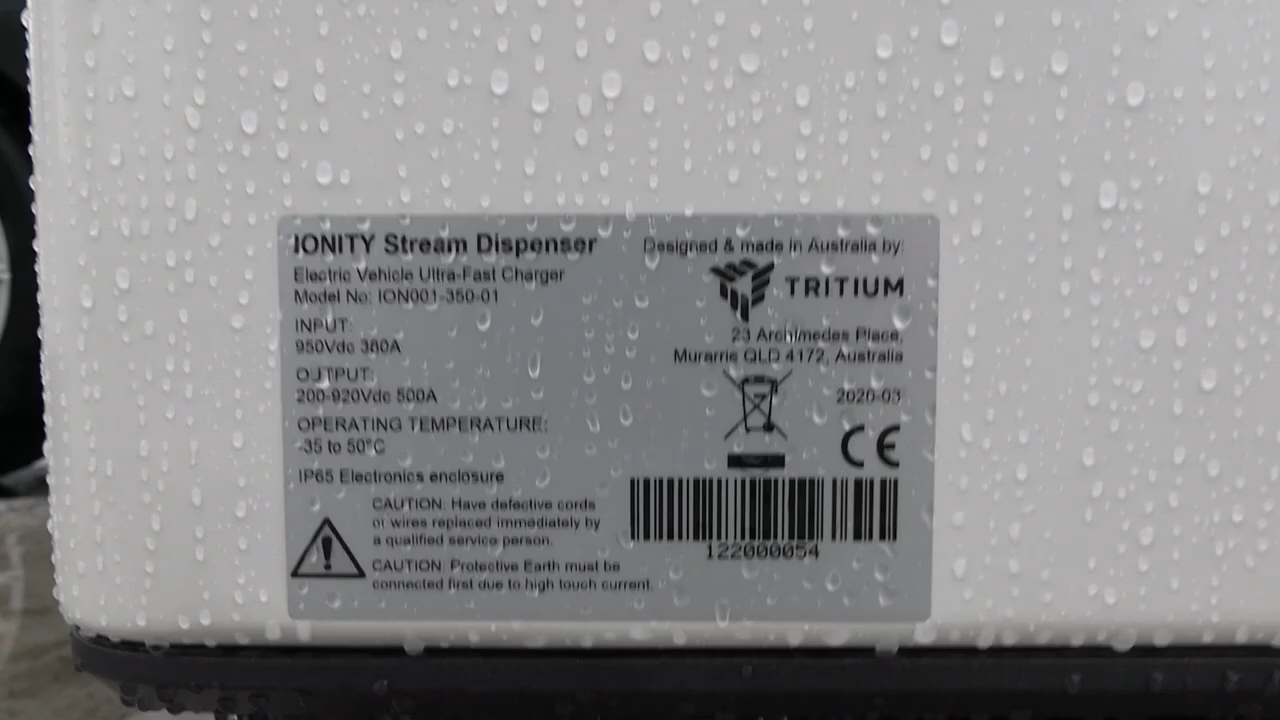 IONITY Stream Dispenser
Electric Vehicle Ultra-Fast Charger
Model No: ION001-350-01
INPUT:
950Vdc 380A
OUTPUT:
200-920Vdc 500A
OPERATING TEMPERATURE:
-35 to 50°C
IP65 Electronics enclosure
CAUTION: Have defective cords
or wires replaced immediately by
a qualified service person.
CAUTION: Protective Earth must be
connected first due to high touch current.
Designed & made in Australia by:
TRITIUM
23 Archimedes Place,
Murarrie QLD 4172, Australia
2020-03
CE
122000054